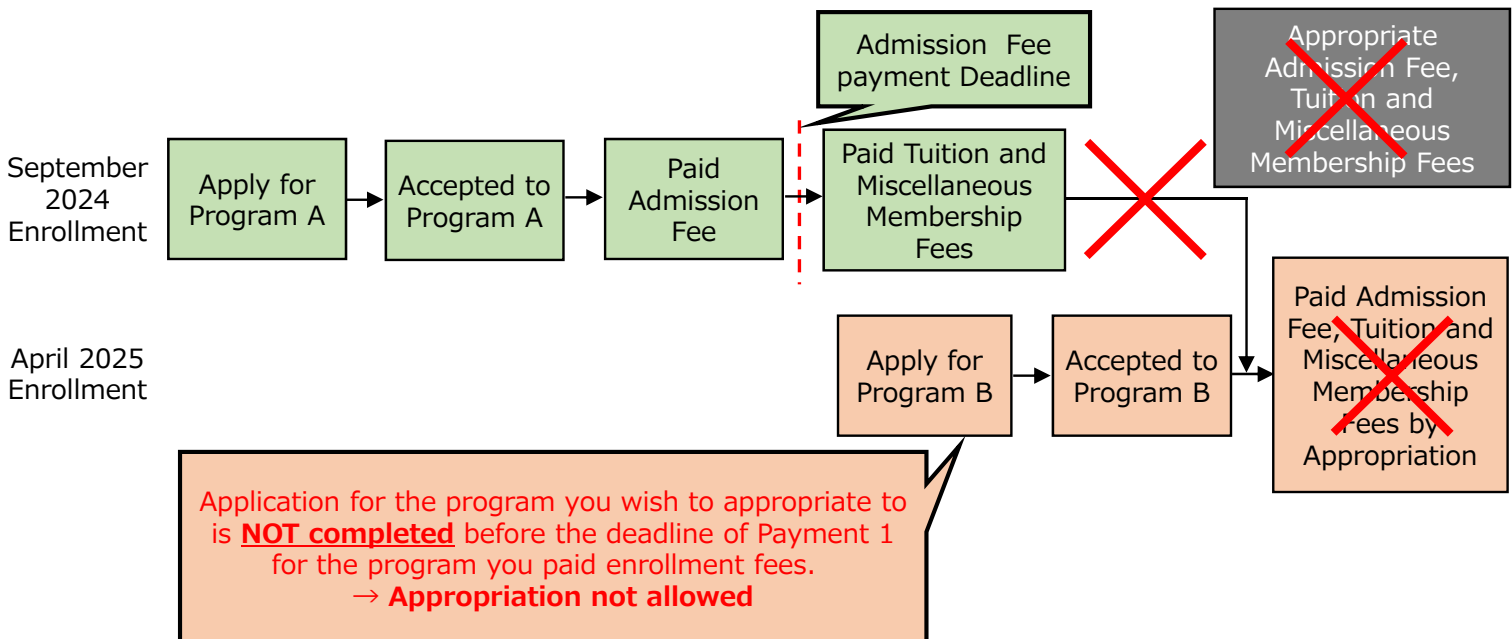 Admission Fee
payment Deadline
Appropriate
Admission Fee,
Tuition and
Miscellaneous
Membership Fees
September
2024
Enrollment
Apply for
Program A
Accepted to
Program A
Paid
Admission
Fee
Paid Tuition and
Miscellaneous
Membership
Fees
April 2025
Enrollment
Apply for
Program B
Accepted to
Program B
Paid Admission
Fee, Tuition and
Miscellaneous
Membership
Fees by
Appropriation
Application for the program you wish to appropriate to
is NOT completed before the deadline of Payment 1
for the program you paid enrollment fees.
→ Appropriation not allowed